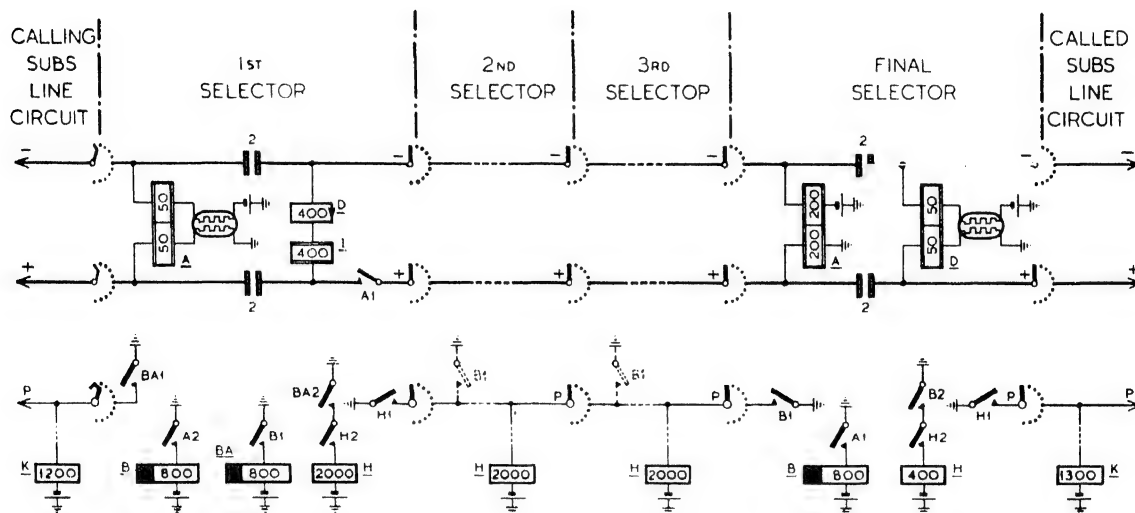 CALLING
SUBS
LINE
CIRCUIT
1ST
SELECTOR
2ND
SELECTOR
3RD
SELECTOR
FINAL
SELECTOR
CALLED
SUBS
LINE
CIRCUIT
− 2 − − − 2 − −
50 50 A
400 D
400 I
200 200 A
50 50 D
+ 2 A1 + + + 2 + +
P BA1 BA2 H1 B1 P B1 P B1 B2 H1 P P
A2 B1 H2 A1 H2
K 1200 B 800 BA 800 2000 H H 2000 H 2000 B 800 400 H 1300 K